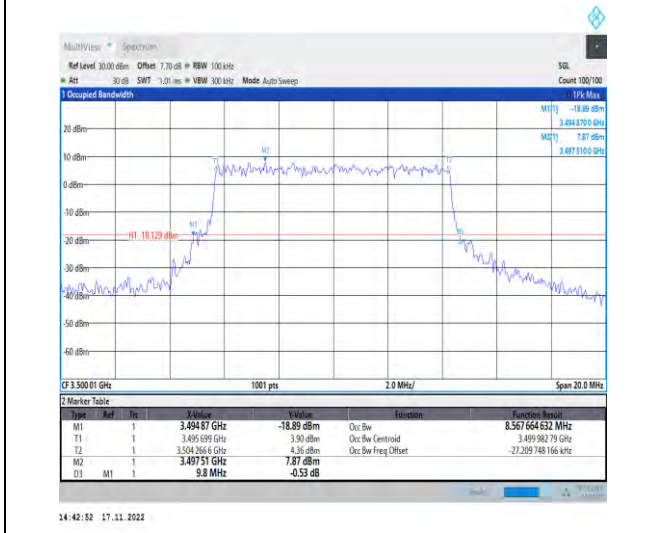 MultiView Spectrum
Ref Level 30.00 dBm Offset 7.70 dB RBW 100 kHz SGL
Att 30 dB SWT 1.01 ms VBW 300 kHz Mode Auto Sweep Count 100/100
1 Occupied Bandwidth 1Pk Max
M1[1] -18.89 dBm
3.494 8700 GHz
M2[1] 7.87 dBm
3.497 5100 GHz
20 dBm
10 dBm
M2
T1
T2
0 dBm
-10 dBm
M1
H1 -18.129 dBm
-20 dBm
-30 dBm
-40 dBm
-50 dBm
-60 dBm
CF 3.500 01 GHz 1001 pts 2.0 MHz/ Span 20.0 MHz
2 Marker Table
Type Ref Trc X-Value Y-Value Function Function Result
M1 1 3.494 87 GHz -18.89 dBm Occ Bw 8.567 664 632 MHz
T1 1 3.495 699 GHz 3.90 dBm Occ Bw Centroid 3.499 982 79 GHz
T2 1 3.504 266 6 GHz 4.36 dBm Occ Bw Freq Offset -27.209 748 166 kHz
M2 1 3.497 51 GHz 7.87 dBm
D3 M1 1 9.8 MHz -0.53 dB
14:42:52 17.11.2022